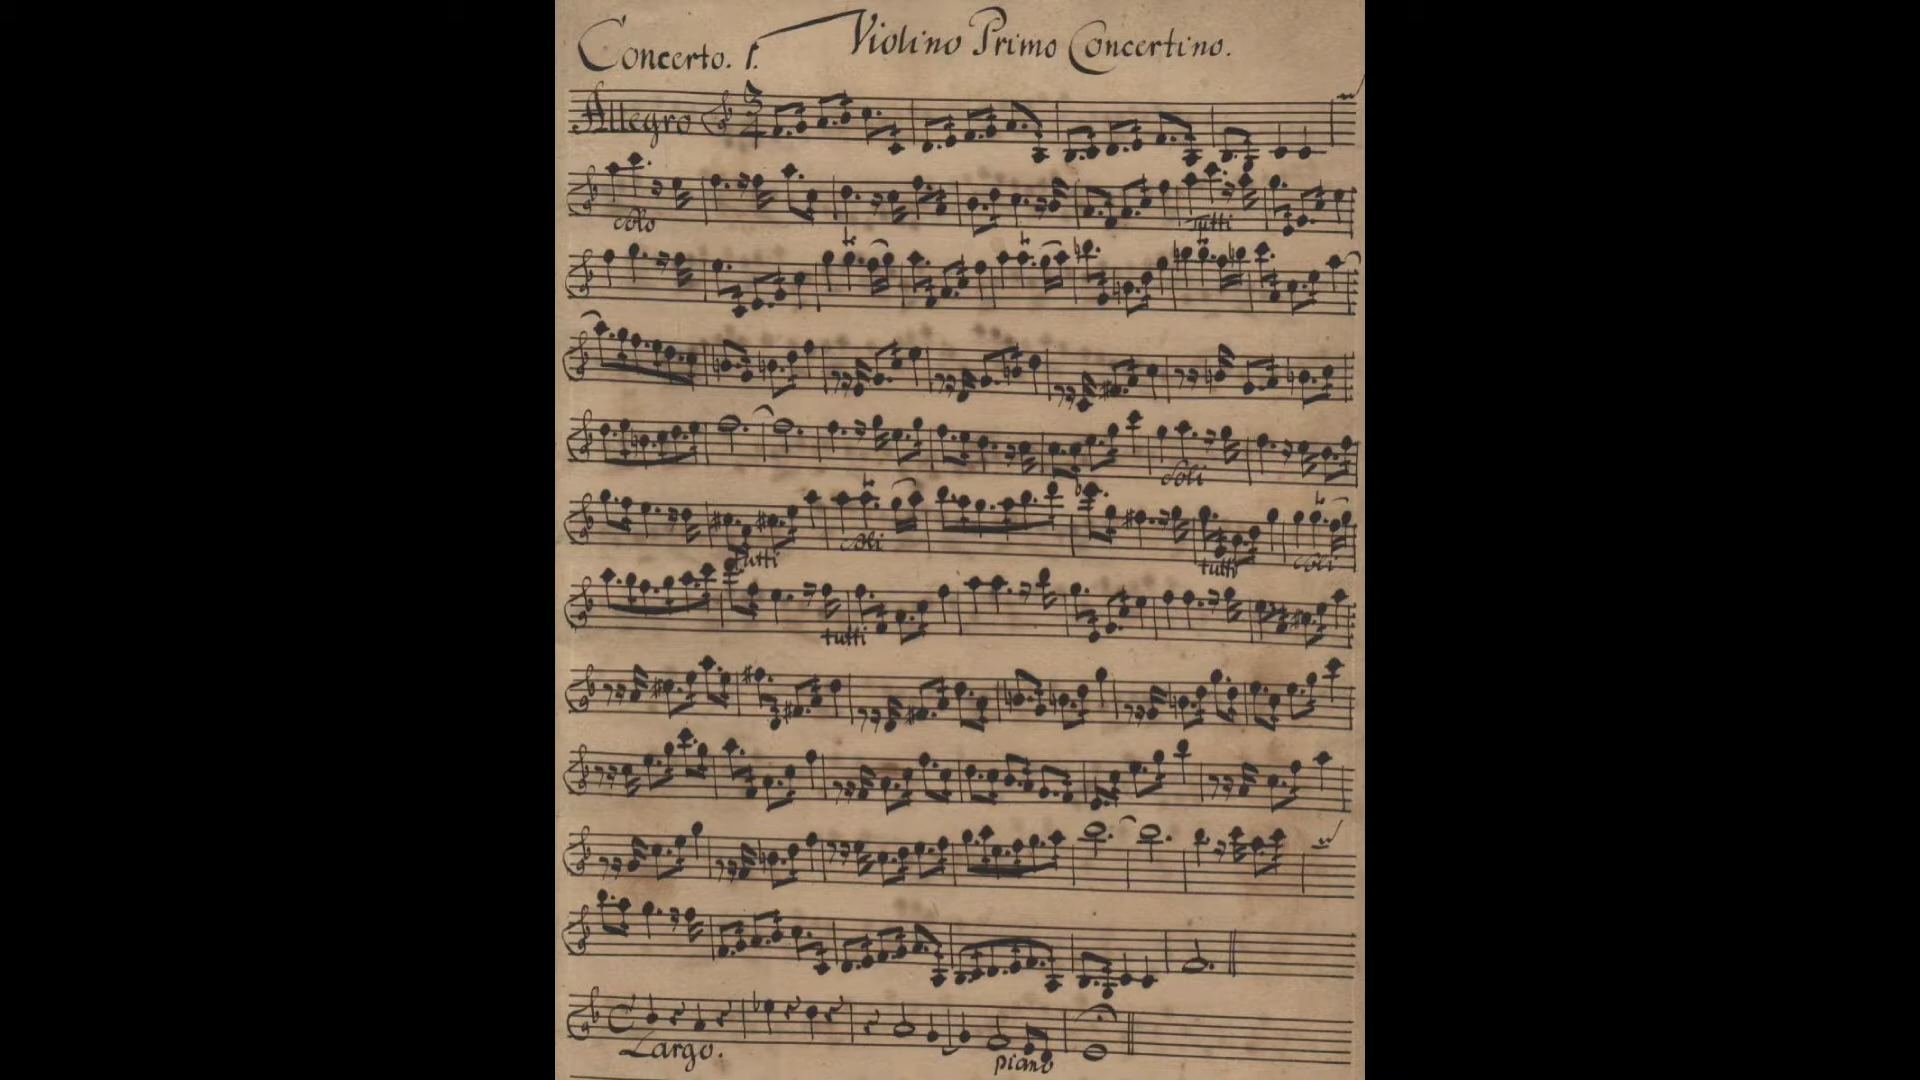 Concerto. 1. Violino Primo Concertino.
Allegro
Solo
Tutti
Soli
Tutti
soli
tutti
soli
tutti
Largo.
piano